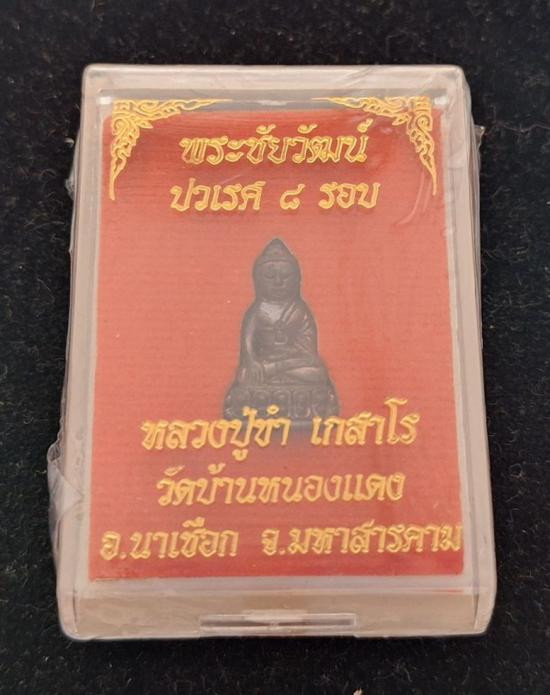 พระชัยวัฒน์
ปวเรศ ๘ รอบ
หลวงปู่ขำ เกสาโร
วัดบ้านหนองแดง
อ.นาเชือก จ.มหาสารคาม